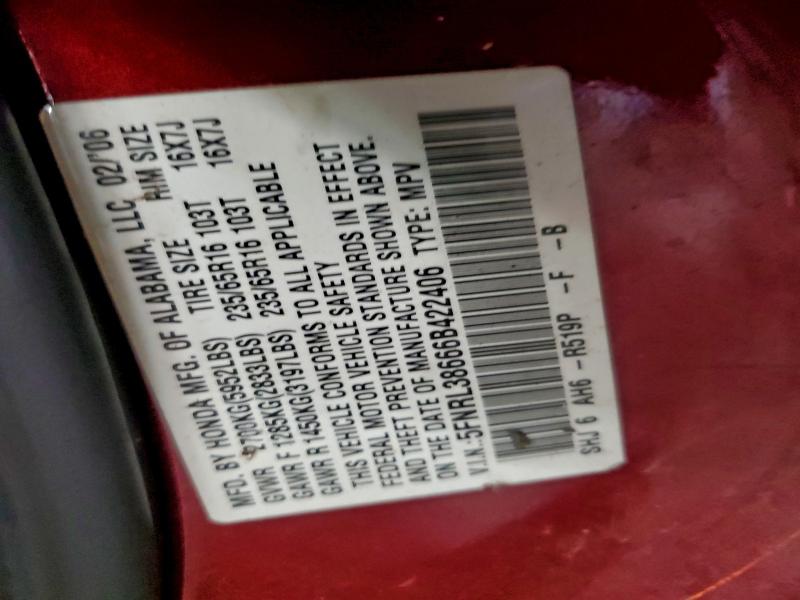 MFD. BY HONDA MFG. OF ALABAMA, LLC 02/'06
GVWR 2700KG(5952LBS) TIRE SIZE RIM SIZE
GAWR F 1285KG(2833LBS) 235/65R16 103T 16X7J
GAWR R 1450KG(3197LBS) 235/65R16 103T 16X7J
THIS VEHICLE CONFORMS TO ALL APPLICABLE
FEDERAL MOTOR VEHICLE SAFETY
AND THEFT PREVENTION STANDARDS IN EFFECT
ON THE DATE OF MANUFACTURE SHOWN ABOVE.
V.I.N.:5FNRL38666B422406 TYPE: MPV
SHJ 6 AH6 -R519P -F -B